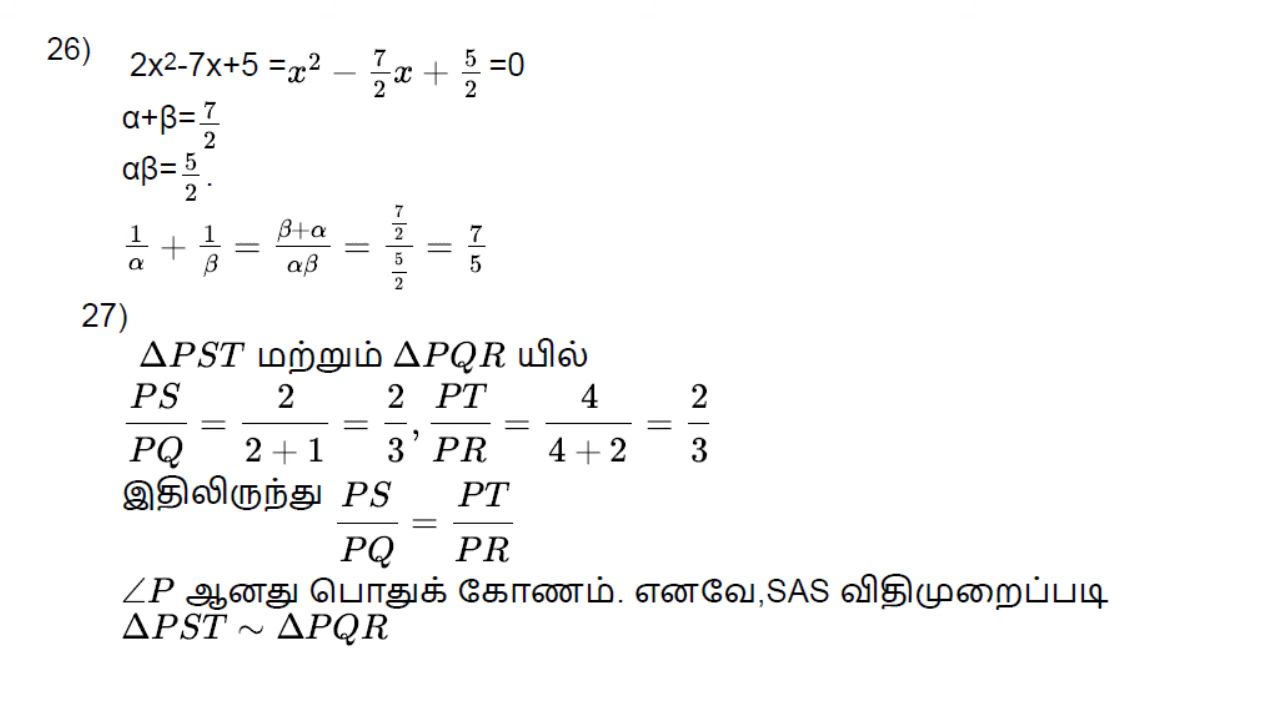 26) 2x²-7x+5 =x² − 7/2 x + 5/2 =0
α+β=7/2
αβ=5/2.
1/α + 1/β = β+α/αβ = 7/2/5/2 = 7/5
27)
ΔPST மற்றும் ΔPQR யில்
PS/PQ = 2/2+1 = 2/3, PT/PR = 4/4+2 = 2/3
இதிலிருந்து PS/PQ = PT/PR
∠P ஆனது பொதுக் கோணம். எனவே,SAS விதிமுறைப்படி
ΔPST ~ ΔPQR